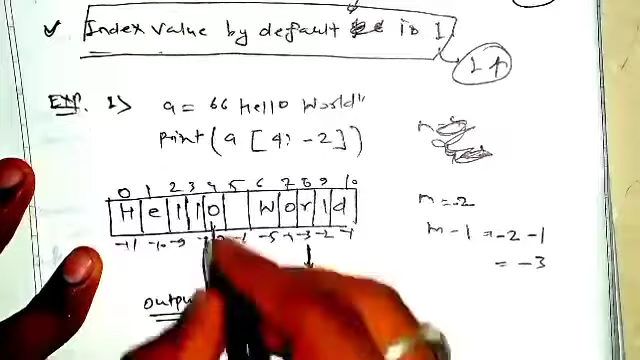 ✓ Index value by default is 1
1 A
Exp. 1> a = 66 Hello World"
print(a [4: -2])
n =
0 1 2 3 4 5 6 7 8 9 10
H e l l o W o r l d
-11 -10 -9 -5 -4 -3 -2 -1
n = -2
n - 1 = -2 - 1
= -3
output